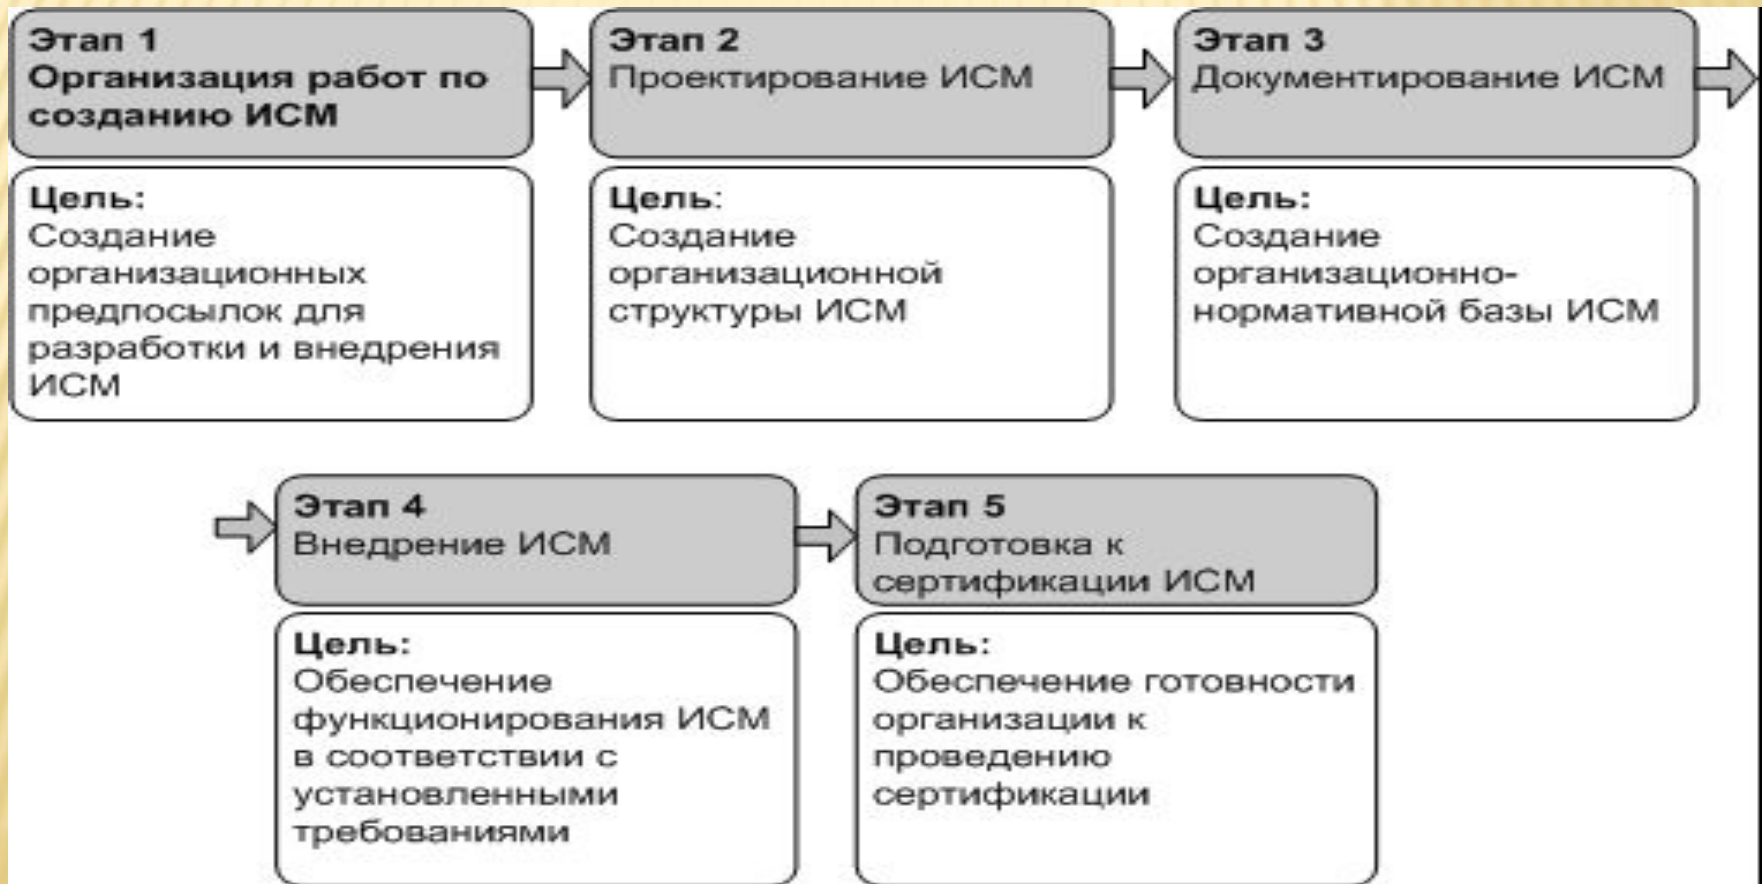 Этап 1
Организация работ по
созданию ИСМ
Цель:
Создание
организационных
предпосылок для
разработки и внедрения
ИСМ
Этап 2
Проектирование ИСМ
Цель:
Создание
организационной
структуры ИСМ
Этап 3
Документирование ИСМ
Цель:
Создание
организационно-
нормативной базы ИСМ
Этап 4
Внедрение ИСМ
Цель:
Обеспечение
функционирования ИСМ
в соответствии с
установленными
требованиями
Этап 5
Подготовка к
сертификации ИСМ
Цель:
Обеспечение готовности
организации к
проведению
сертификации